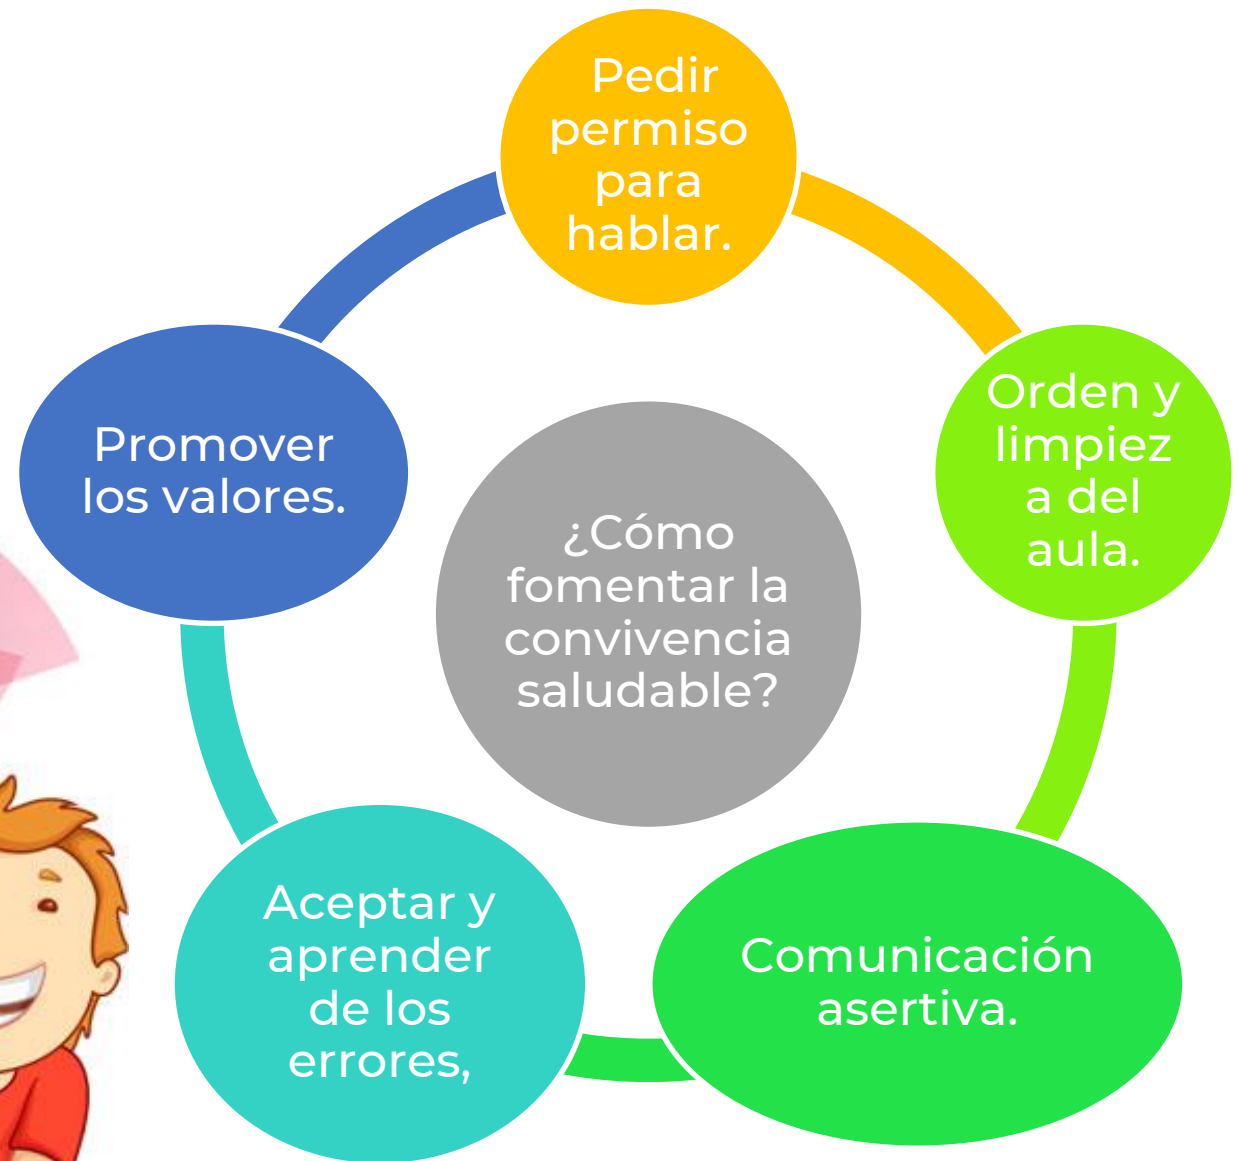 Pedir
permiso
para
hablar.
Orden y
limpiez
a del
aula.
Comunicación
asertiva.
Aceptar y
aprender
de los
errores,
Promover
los valores.
¿Cómo
fomentar la
convivencia
saludable?